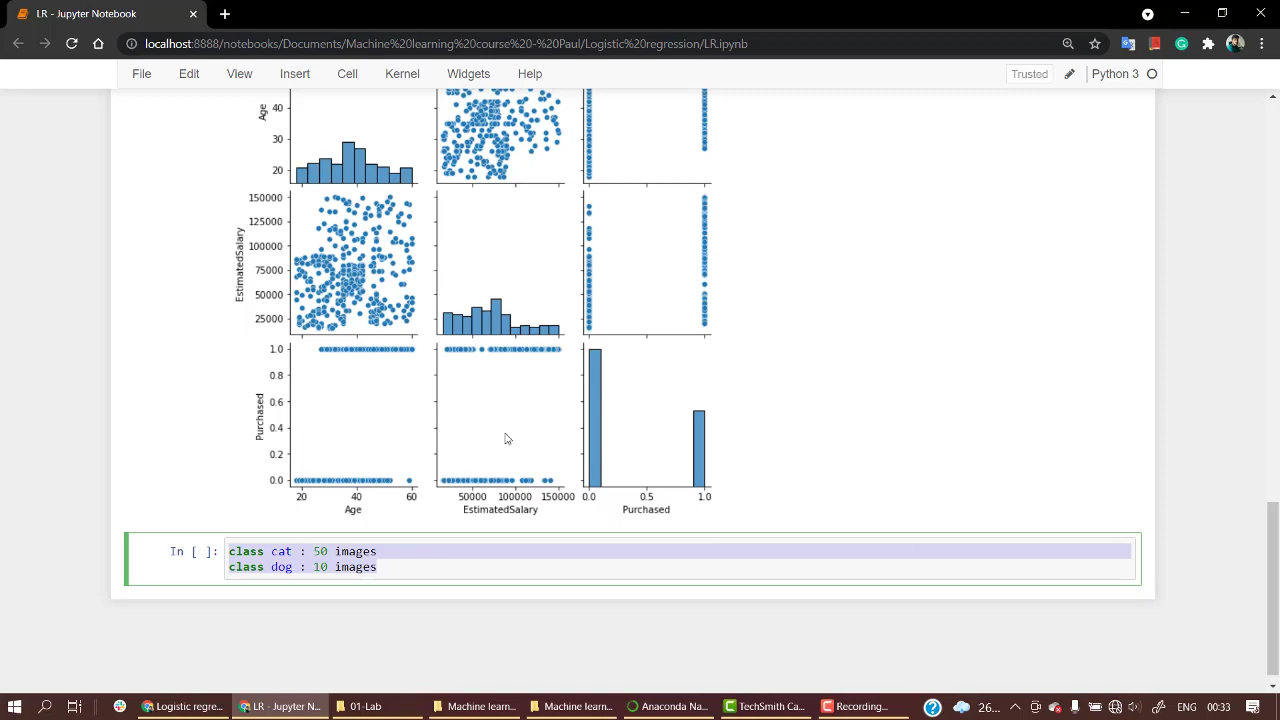 LR - Jupyter Notebook
localhost:8888/notebooks/Documents/Machine%20learning%20course%20-%20Paul/Logistic%20regression/LR.ipynb
File Edit View Insert Cell Kernel Widgets Help Trusted Python 3
Age
40
30
20
EstimatedSalary
150000
125000
100000
75000
50000
25000
Purchased
1.0
0.8
0.6
0.4
0.2
0.0
20 40 60 50000 100000 150000 0.0 0.5 1.0
Age EstimatedSalary Purchased
In [ ]: class cat : 50 images
class dog : 10 images
Logistic regre... LR - Jupyter N... 01-Lab Machine learn... Machine learn... Anaconda Na... TechSmith Ca... Recording... 26... ENG 00:33